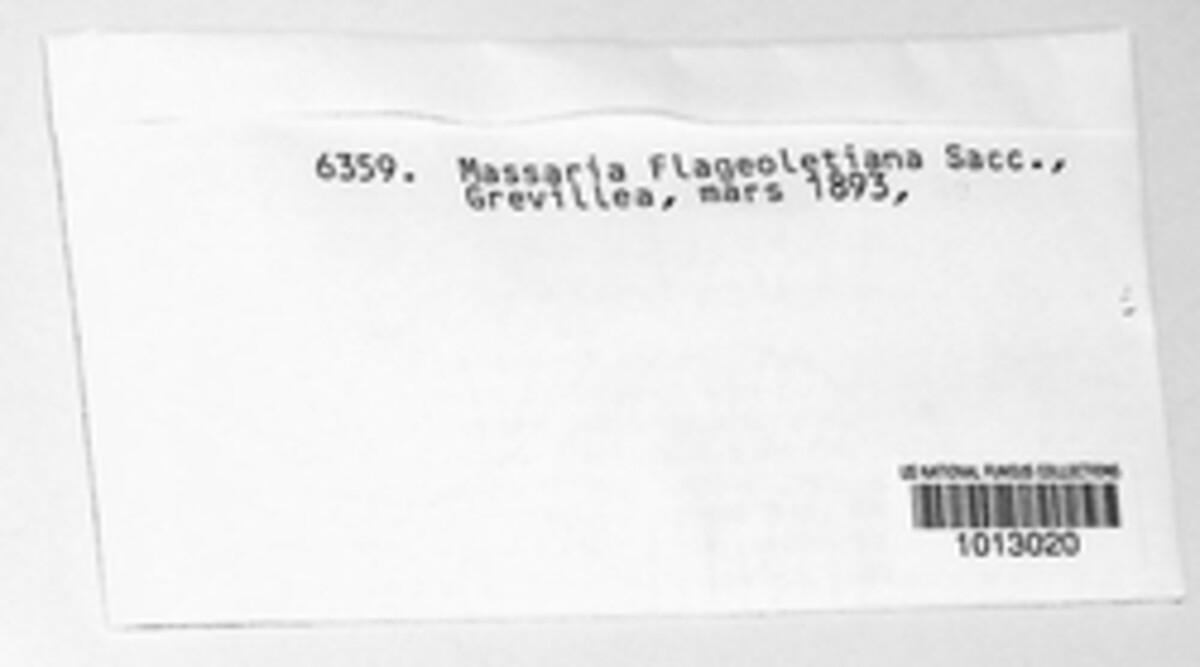 6359. Massaria Flageoletiana Sacc.,
Grevillea, mars 1893,
US NATIONAL FUNGUS COLLECTIONS
1013020